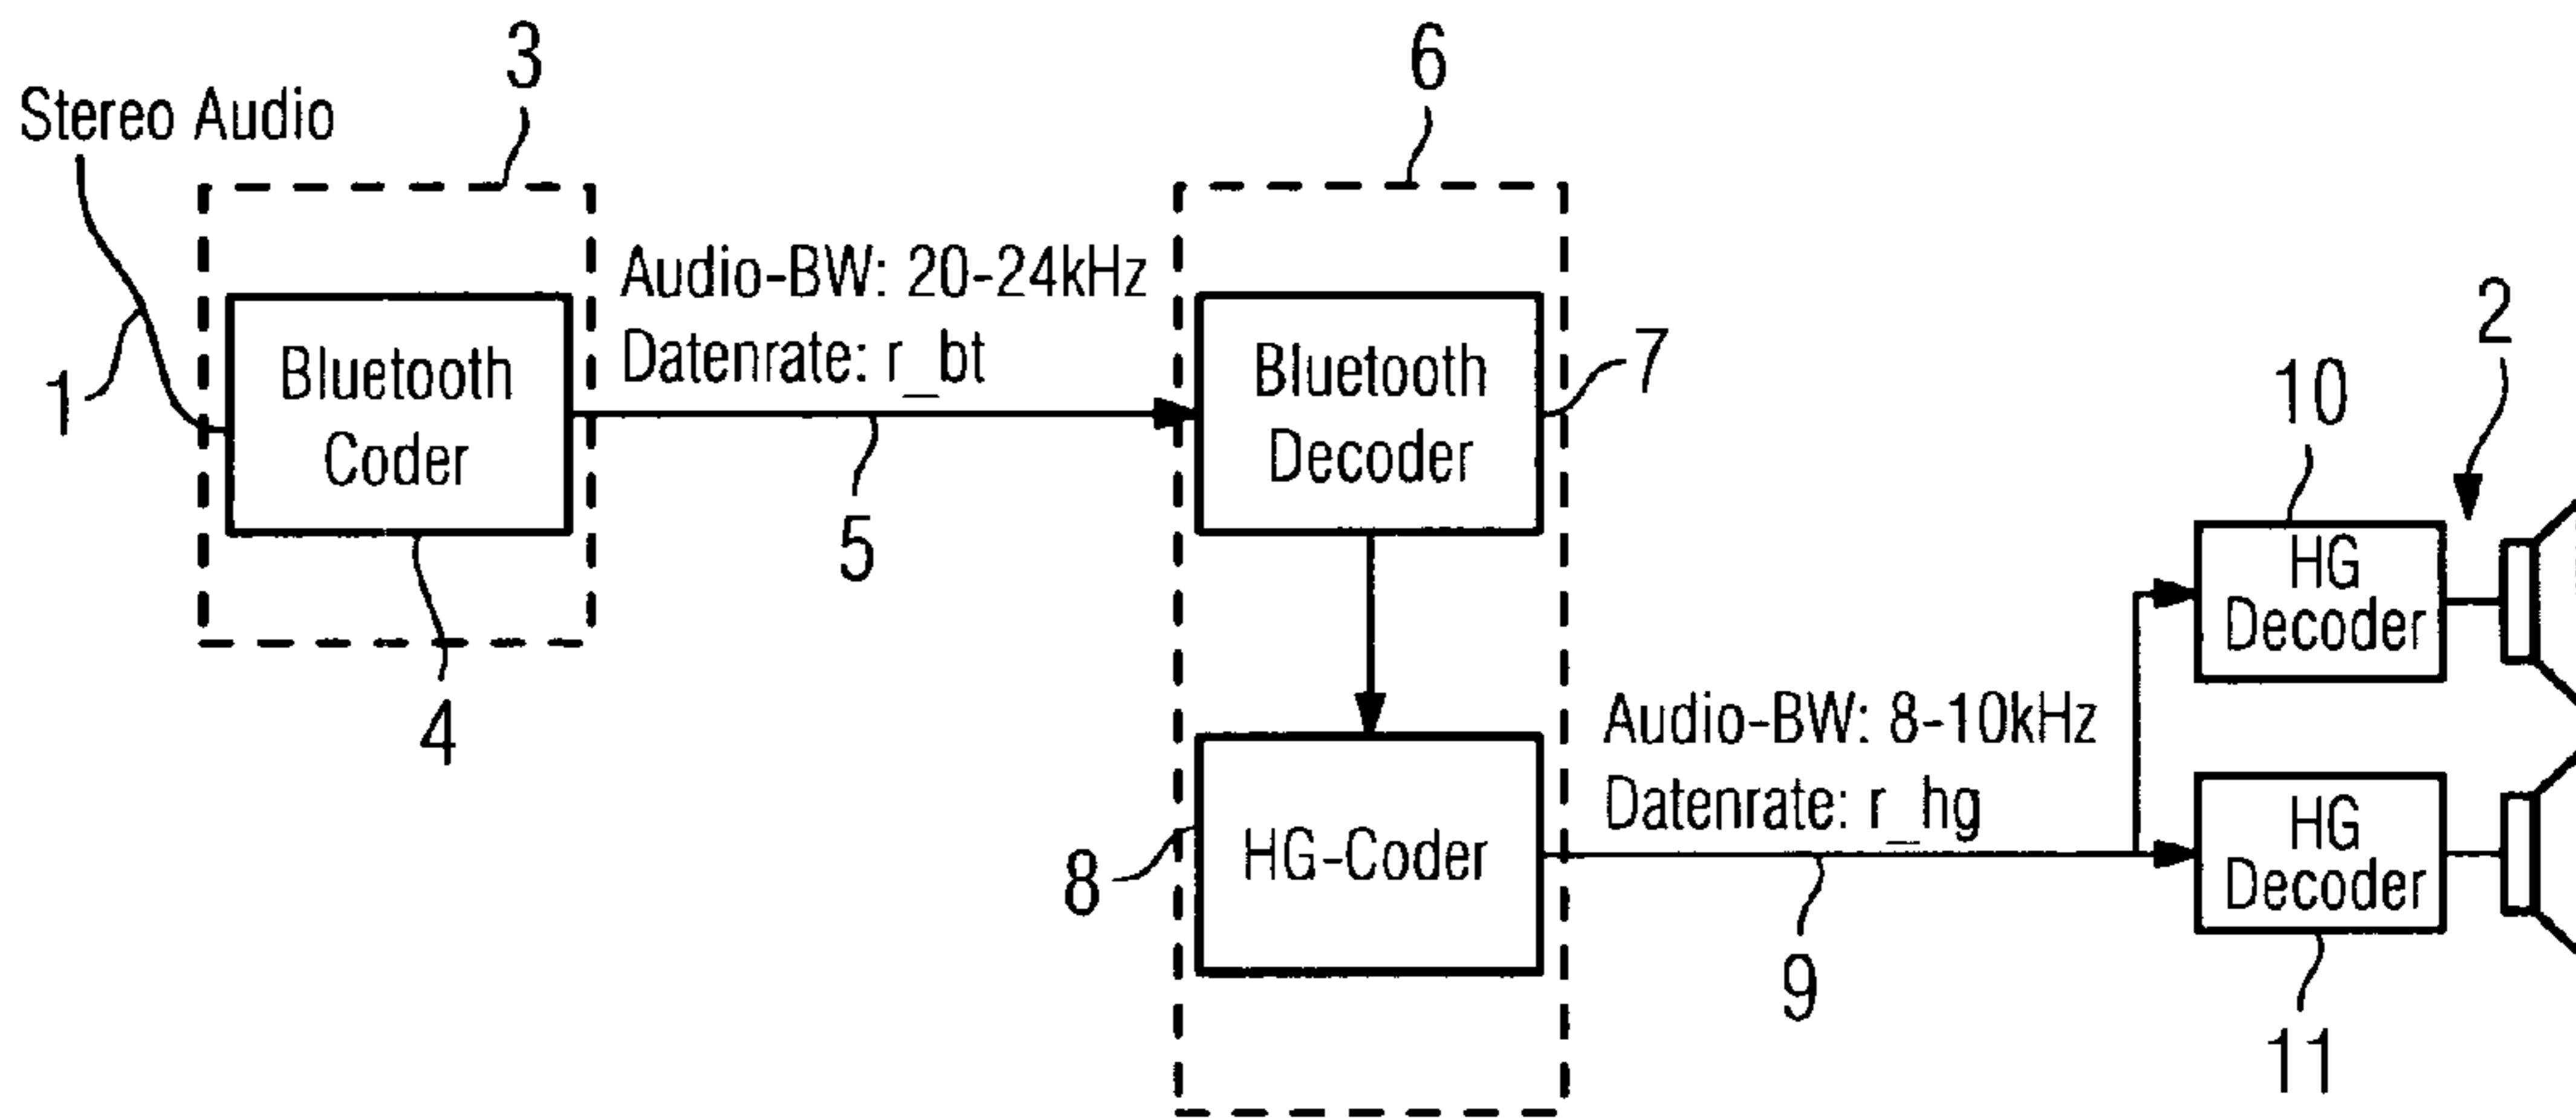 3
6
Stereo Audio
Audio-BW: 20-24kHz
Datenrate: r_bt
2
1
Bluetooth
Coder
Bluetooth
Decoder
7
10
5
HG
Decoder
4
Audio-BW: 8-10kHz
Datenrate: r_hg
8
HG-Coder
HG
Decoder
9
11